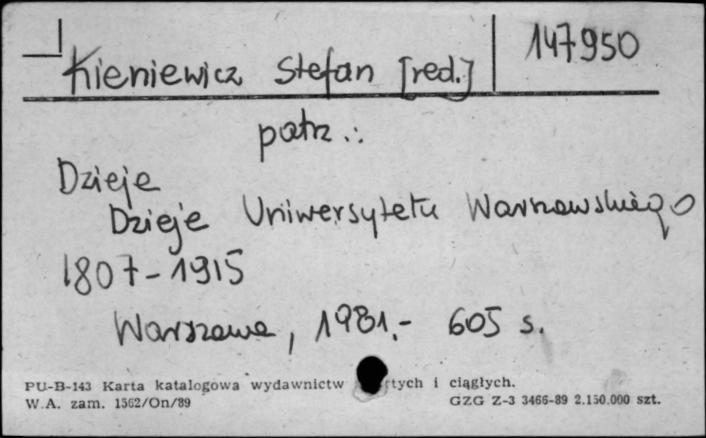 Kieniewicz Stefan [red.] 147950
patrz.:
Dzieje
Dzieje Uniwersytetu Warszawskiego
1807-1915
Warszawa, 1981.- 605 s.
PU-B-143 Karta katalogowa wydawnictw rtych i ciągłych.
W.A. zam. 1562/On/89 GZG Z-3 3466-89 2.150.000 szt.